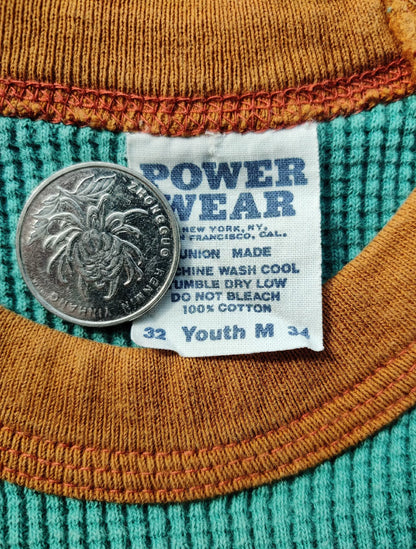 POWER
WEAR
NEW YORK, NY,
FRANCISCO, CAL.
UNION MADE
WASH COOL
TUMBLE DRY LOW
DO NOT BLEACH
100% COTTON
32 Youth M 34
ZHONGGUO RENMIN